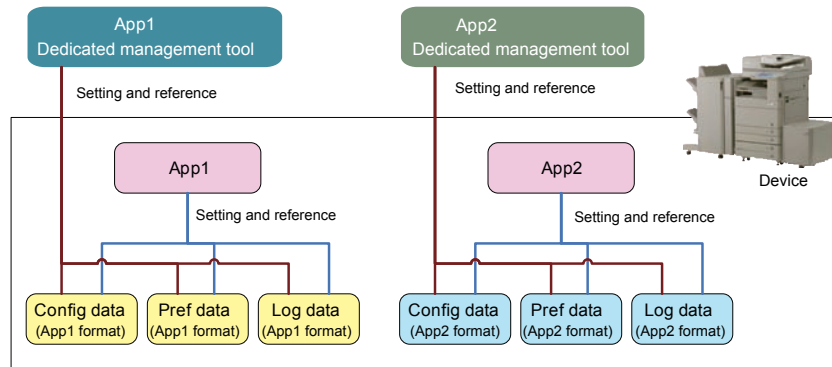 App1
Dedicated management tool
App2
Dedicated management tool
Setting and reference
Setting and reference
App1
App2
Device
Setting and reference
Setting and reference
Config data
(App1 format)
Pref data
(App1 format)
Log data
(App1 format)
Config data
(App2 format)
Pref data
(App2 format)
Log data
(App2 format)